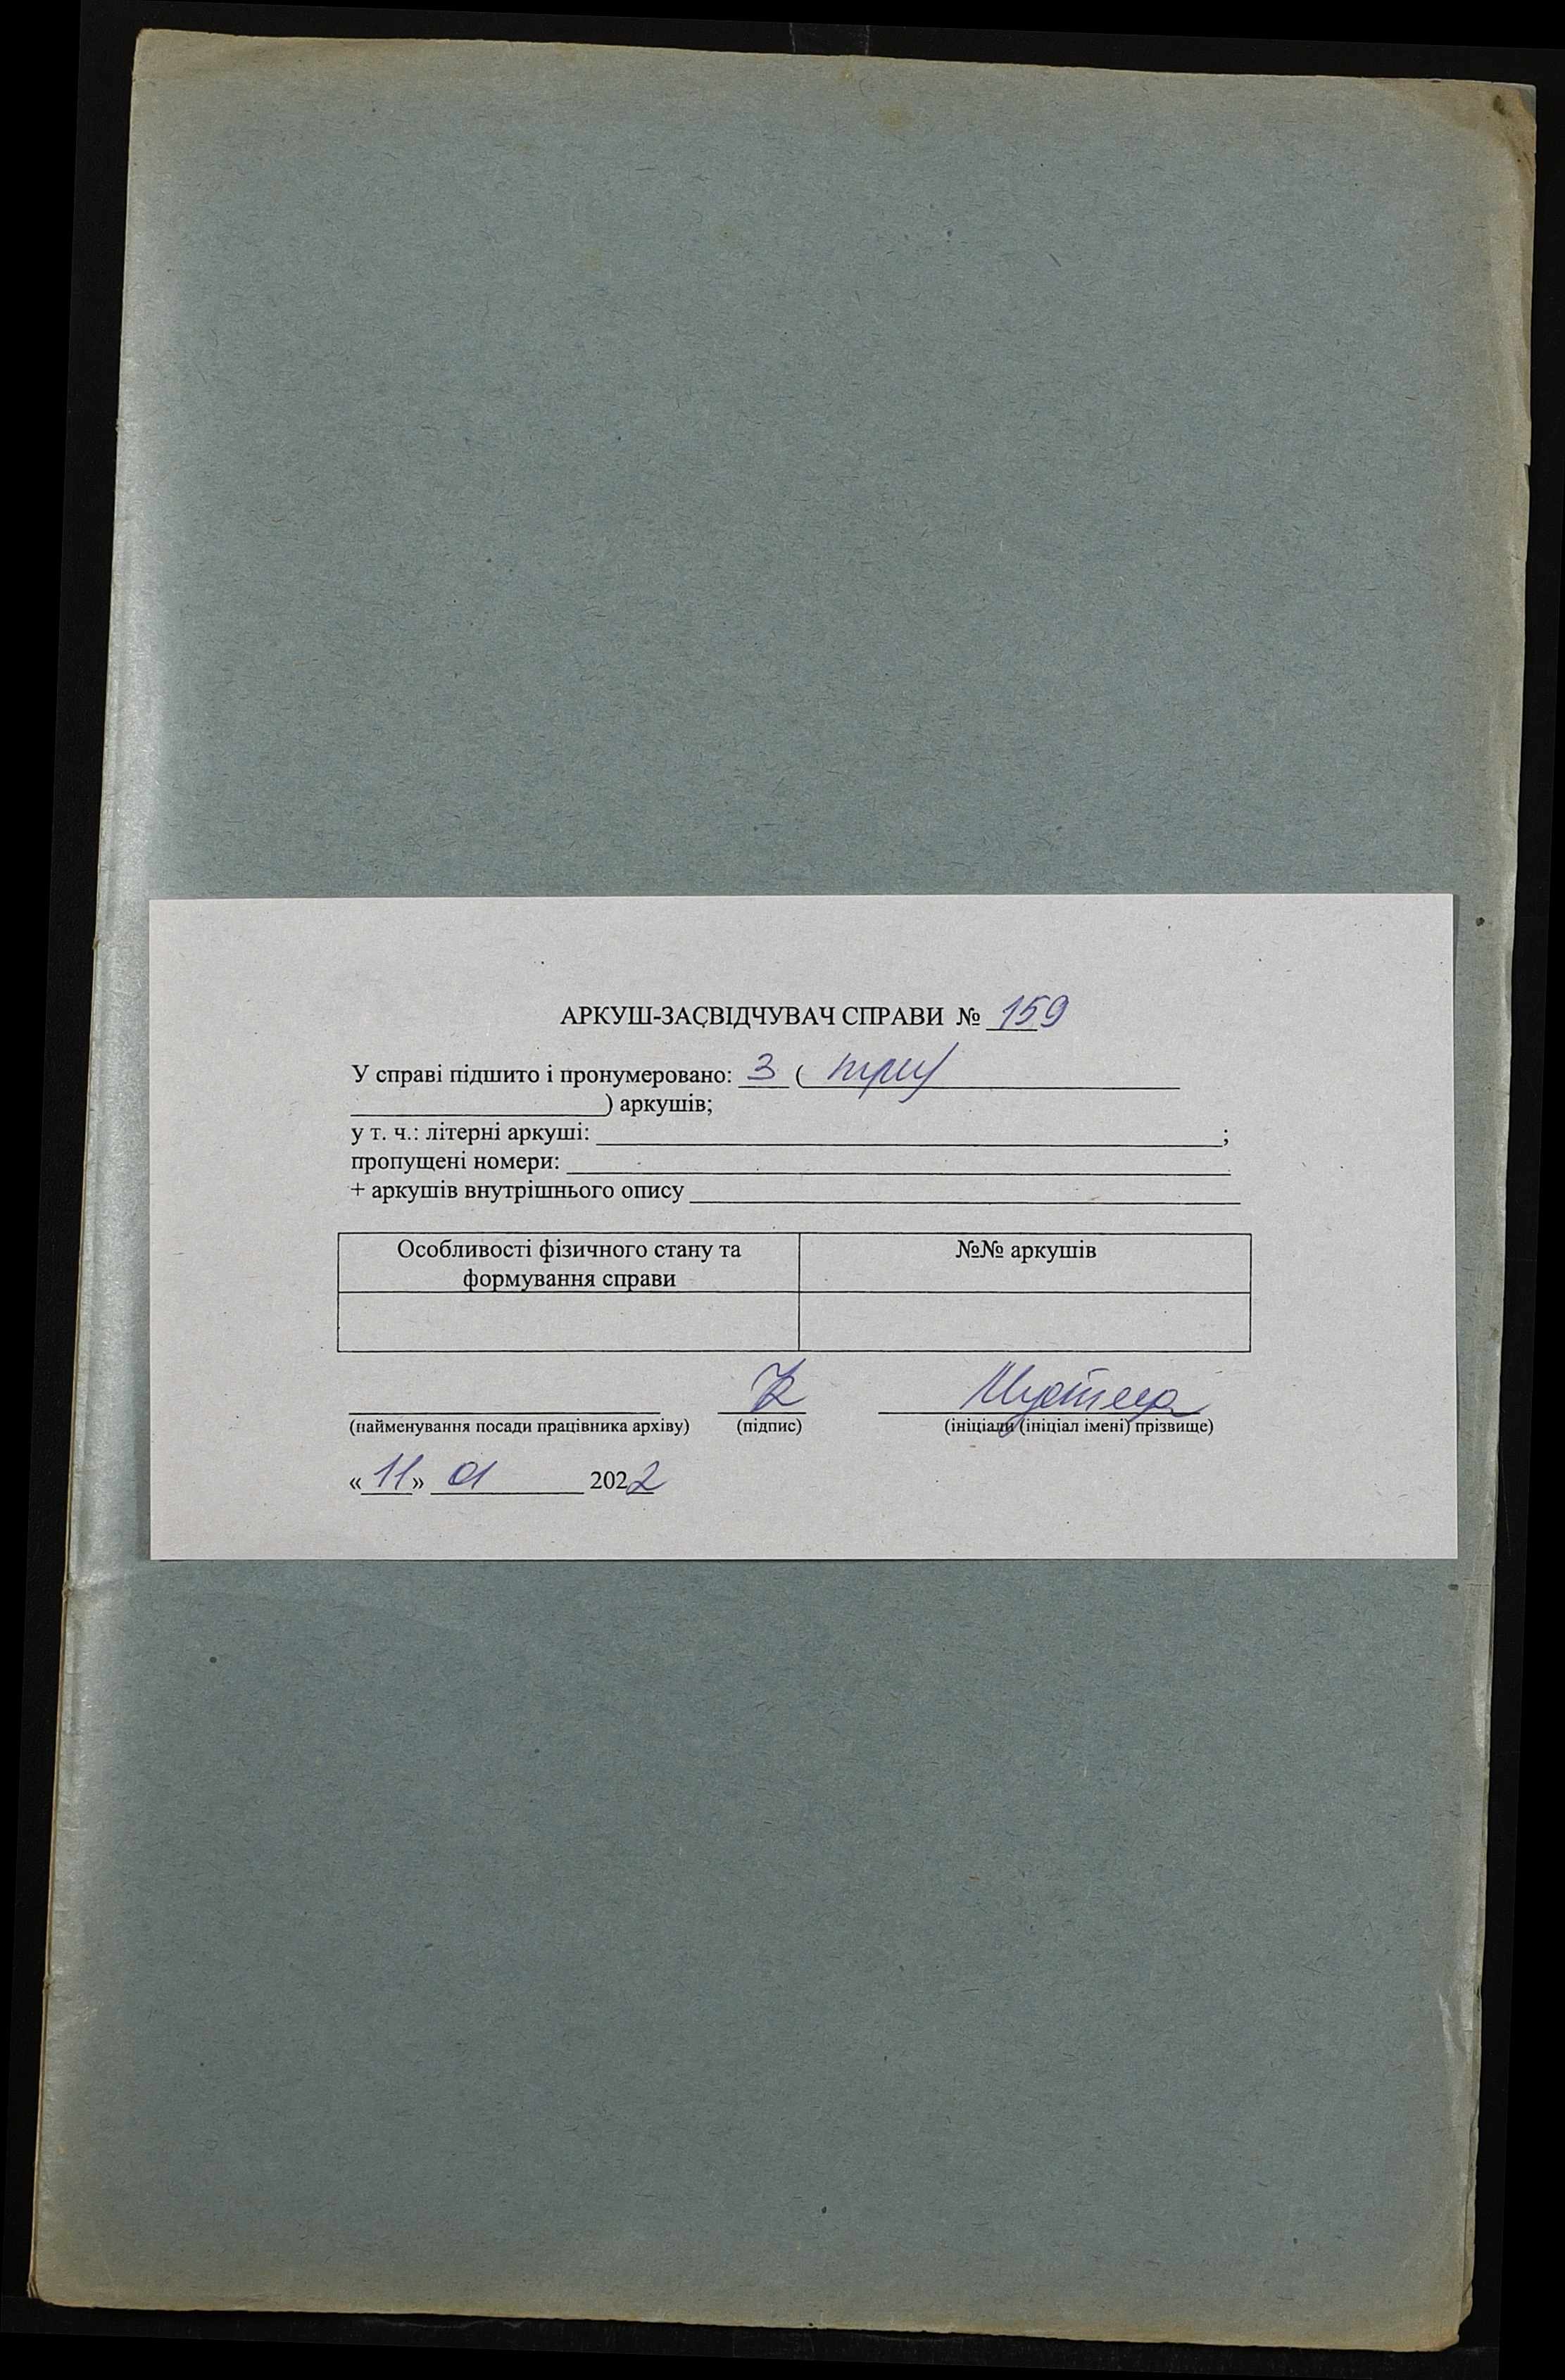 АРКУШ-ЗАСВІДЧУВАЧ СПРАВИ № 159
У справі підшито і пронумеровано: 3 ( три
) аркушів;
у т. ч.: літерні аркуші: ;
пропущені номери:
+ аркушів внутрішнього опису
Особливості фізичного стану та
формування справи
№№ аркушів
(найменування посади працівника архіву) (підпис) (ініціали (ініціал імені) прізвище)
«11» 01 2022